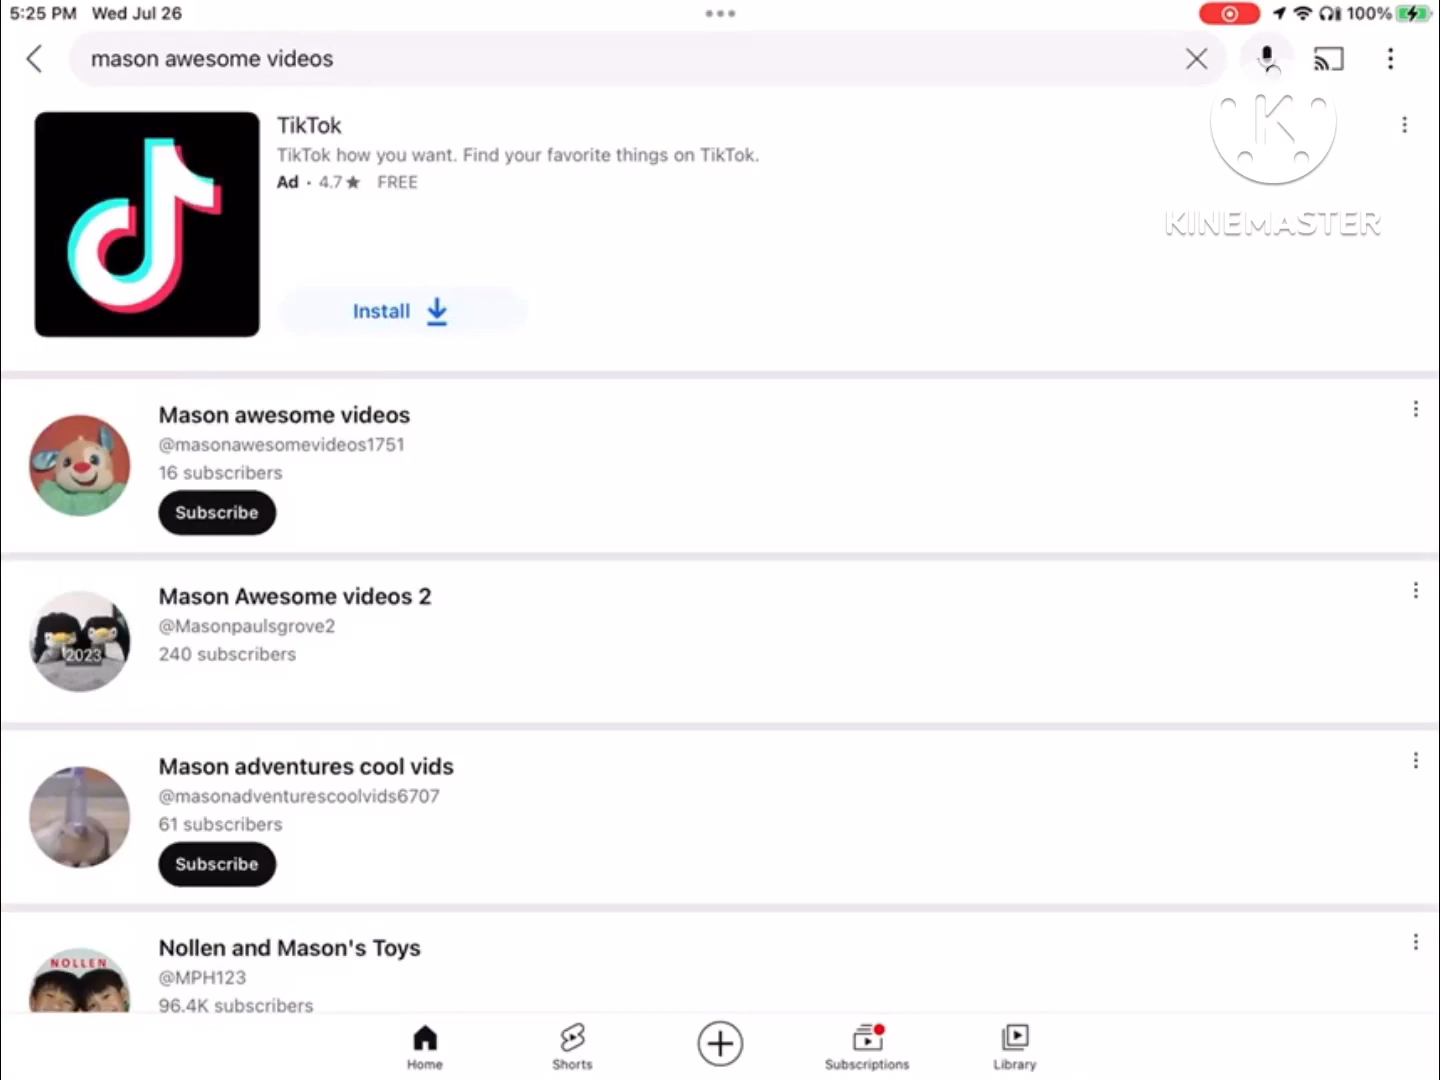 5:25 PM Wed Jul 26
100%
mason awesome videos
KINEMASTER
TikTok
TikTok how you want. Find your favorite things on TikTok.
Ad · 4.7★ FREE
Install
Mason awesome videos
@masonawesomevideos1751
16 subscribers
Subscribe
Mason Awesome videos 2
@Masonpaulsgrove2
240 subscribers
2023
Mason adventures cool vids
@masonadventurescoolvids6707
61 subscribers
Subscribe
Nollen and Mason's Toys
@MPH123
96.4K subscribers
NOLLEN
Home
Shorts
Subscriptions
Library